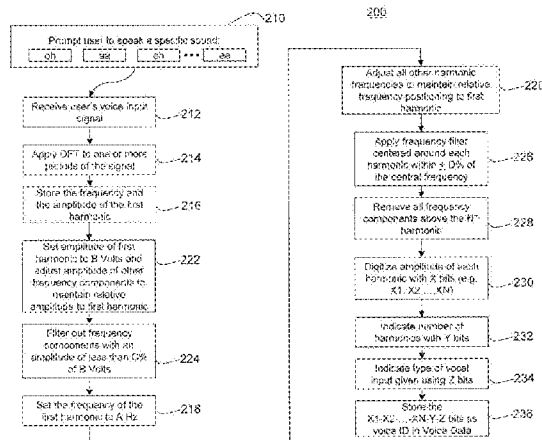 200
210
Prompt user to speak a specific sound:
oh
aa
eh
...
ee
Receive user's voice input
signal
212
Apply DFT to one or more
periods of the signal
214
Store the frequency and
the amplitude of the first
harmonic
216
Set amplitude of first
harmonic to B Volts and
adjust amplitude of other
frequency components to
maintain relative
amplitude to first harmonic
222
Filter out frequency
components with an
amplitude of less than C%
of B Volts
224
Set the frequency of the
first harmonic to A Hz
218
Adjust all other harmonic
frequencies to maintain relative
frequency positioning to first
harmonic
220
Apply frequency filter
centered around each
harmonic within ± D% of
the central frequency
226
Remove all frequency
components above the Nth
harmonic
228
Digitize amplitude of each
harmonic with X bits (e.g.
X1, X2,...,XN)
230
Indicate number of
harmonics with Y bits
232
Indicate type of vocal
input given using Z bits
234
Store the
X1-X2-...-XN-Y-Z bits as
voice ID in Voice Data
236